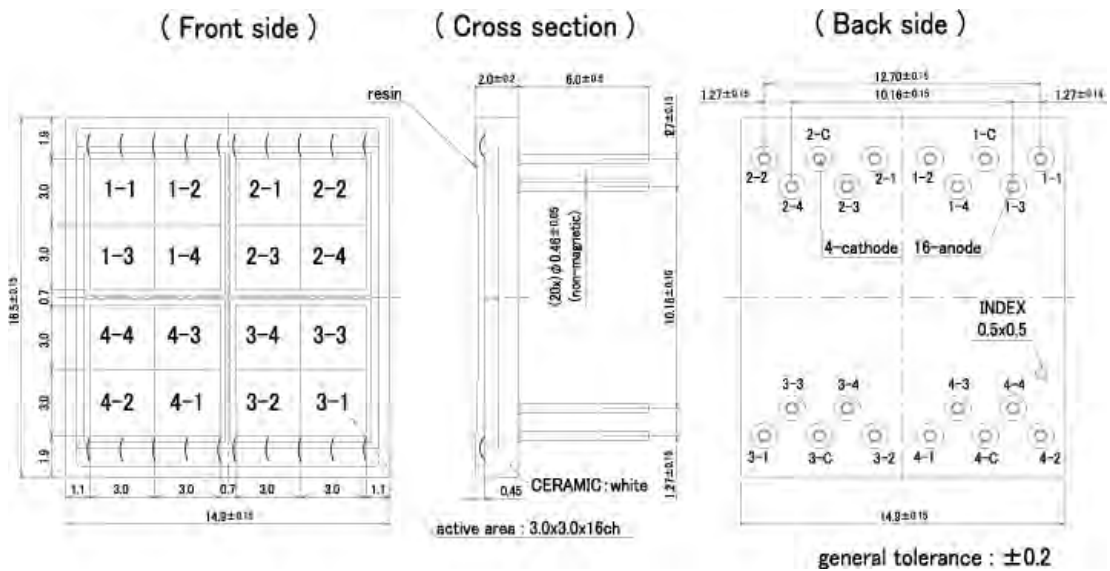 ( Front side )
( Cross section )
( Back side )
resin
2.0±0.2
6.0±0.5
12.70±0.15
1.27±0.15
10.16±0.15
1.27±0.15
1.9
3.0
3.0
0.7
3.0
3.0
1.9
16.5±0.15
1-1 1-2 2-1 2-2
1-3 1-4 2-3 2-4
4-4 4-3 3-4 3-3
4-2 4-1 3-2 3-1
1.1 3.0 3.0 0.7 3.0 3.0 1.1
14.9±0.15
1.27±0.15
(20x) φ0.46±0.05
(non-magnetic)
10.16±0.15
1.27±0.15
0.45
CERAMIC:white
active area : 3.0x3.0x16ch
2-C 1-C
2-2 2-1 1-2 1-1
2-4 2-3 1-4 1-3
4-cathode 16-anode
INDEX
0.5x0.5
3-3 3-4 4-3 4-4
3-1 3-C 3-2 4-1 4-C 4-2
14.9±0.15
general tolerance : ±0.2